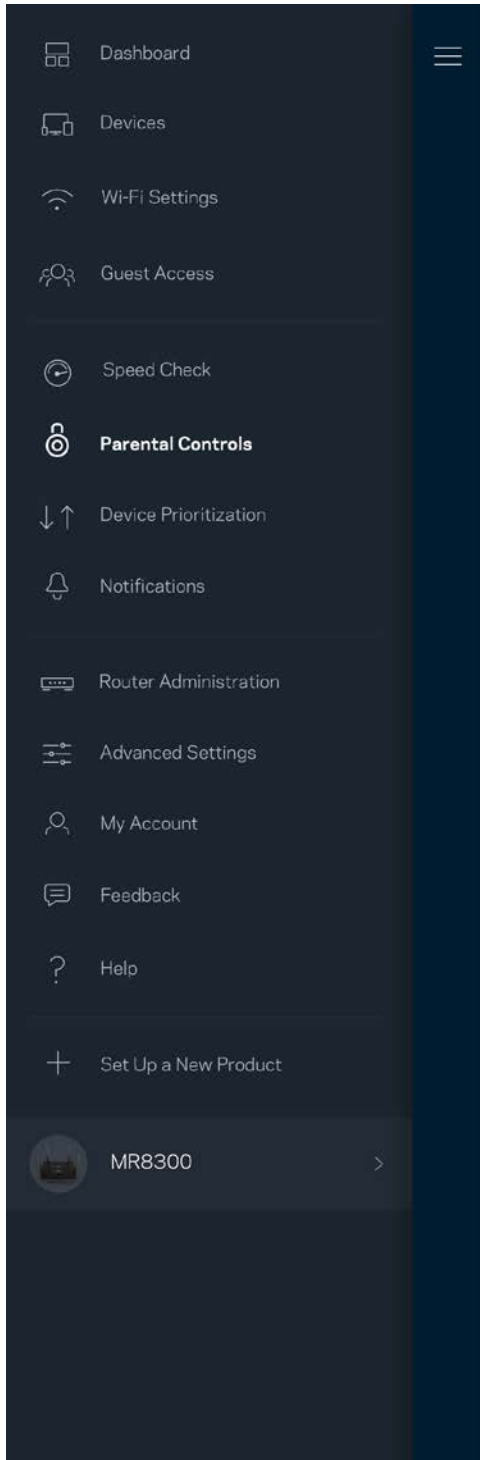 Dashboard
Devices
Wi-Fi Settings
Guest Access
Speed Check
Parental Controls
Device Prioritization
Notifications
Router Administration
Advanced Settings
My Account
Feedback
Help
Set Up a New Product
MR8300